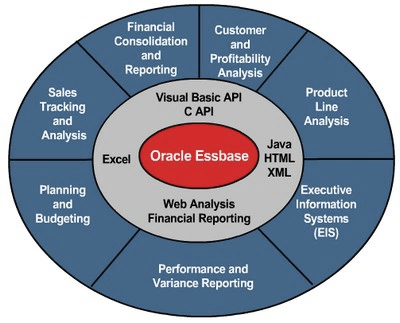 Financial
Consolidation
and
Reporting
Customer
and
Profitability
Analysis
Sales
Tracking
and
Analysis
Product
Line
Analysis
Visual Basic API
C API
Excel
Oracle Essbase
Java
HTML
XML
Web Analysis
Financial Reporting
Planning
and
Budgeting
Executive
Information
Systems
(EIS)
Performance and
Variance Reporting